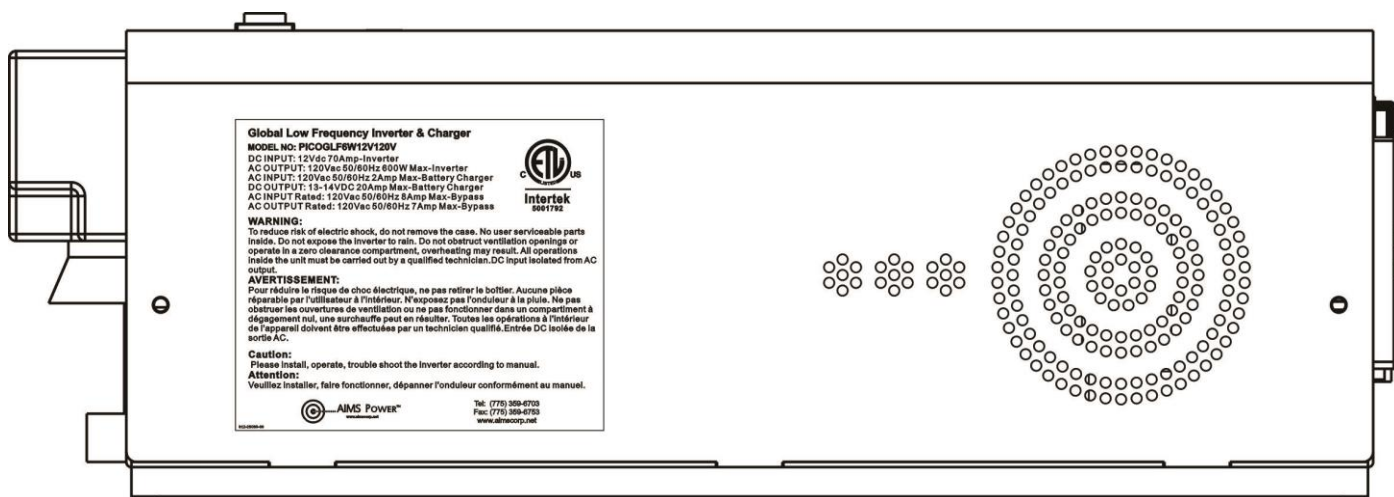 Global Low Frequency Inverter & Charger
MODEL NO: PICOGLF6W12V120V
DC INPUT: 12Vdc 70Amp-Inverter
AC OUTPUT: 120Vac 50/60Hz 600W Max-Inverter
AC INPUT: 120Vac 50/60Hz 2Amp Max-Battery Charger
DC OUTPUT: 13-14VDC 20Amp Max-Battery Charger
AC INPUT Rated: 120Vac 50/60Hz 8Amp Max-Bypass
AC OUTPUT Rated: 120Vac 50/60Hz 7Amp Max-Bypass
ETL
C US
LISTED
Intertek
5001792
WARNING:
To reduce risk of electric shock, do not remove the case. No user serviceable parts
inside. Do not expose the inverter to rain. Do not obstruct ventilation openings or
operate in a zero clearance compartment, overheating may result. All operations
inside the unit must be carried out by a qualified technician.DC input isolated from AC
output.
AVERTISSEMENT:
Pour réduire le risque de choc électrique, ne pas retirer le boîtier. Aucune pièce
réparable par l'utilisateur à l'intérieur. N'exposez pas l'onduleur à la pluie. Ne pas
obstruer les ouvertures de ventilation ou ne pas fonctionner dans un compartiment à
dégagement nul, une surchauffe peut en résulter. Toutes les opérations à l'intérieur
de l'appareil doivent être effectuées par un technicien qualifié.Entrée DC isolée de la
sortie AC.
Caution:
Please install, operate, trouble shoot the inverter according to manual.
Attention:
Veuillez installer, faire fonctionner, dépanner l'onduleur conformément au manuel.
AIMS POWER™
www.aimscorp.net
Tel: (775) 359-6703
Fax: (775) 359-6753
www.aimscorp.net